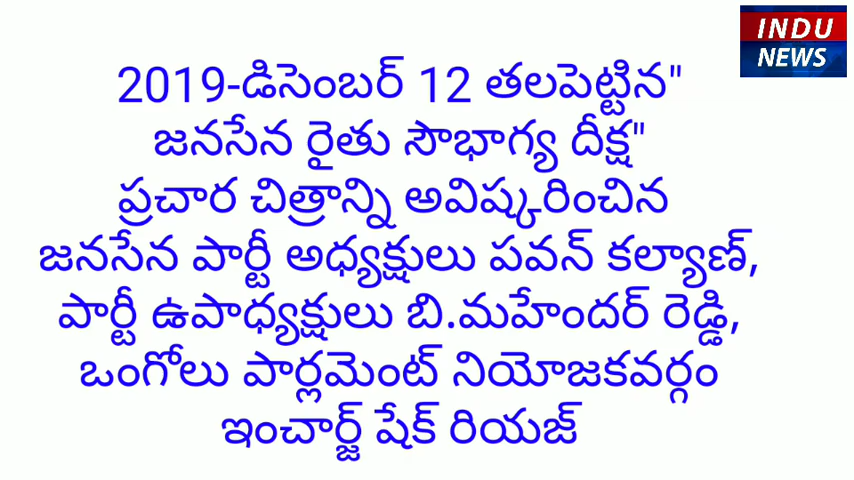 INDU
NEWS
2019-డిసెంబర్ 12 తలపెట్టిన"
జనసేన రైతు సౌభాగ్య దీక్ష"
ప్రచార చిత్రాన్ని అవిష్కరించిన
జనసేన పార్టీ అధ్యక్షులు పవన్ కల్యాణ్,
పార్టీ ఉపాధ్యక్షులు బి.మహేందర్ రెడ్డి,
ఒంగోలు పార్లమెంట్ నియోజకవర్గం
ఇంచార్జ్ షేక్ రియజ్